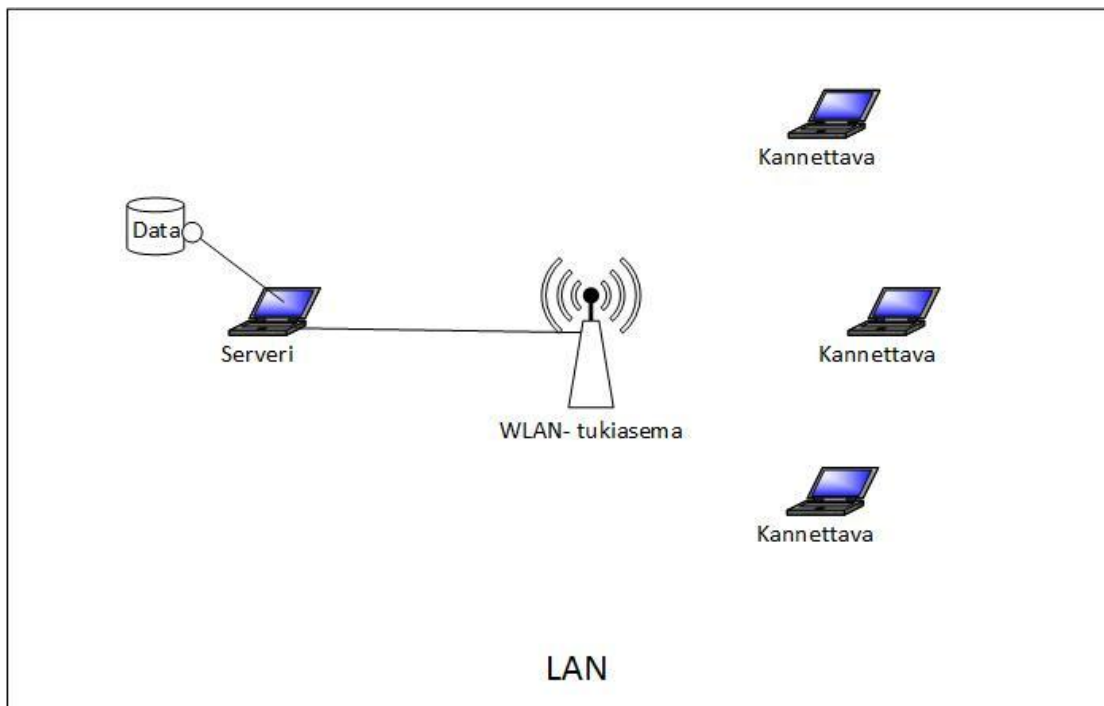 Kannettava
Data
Serveri
Kannettava
WLAN- tukiasema
Kannettava
LAN